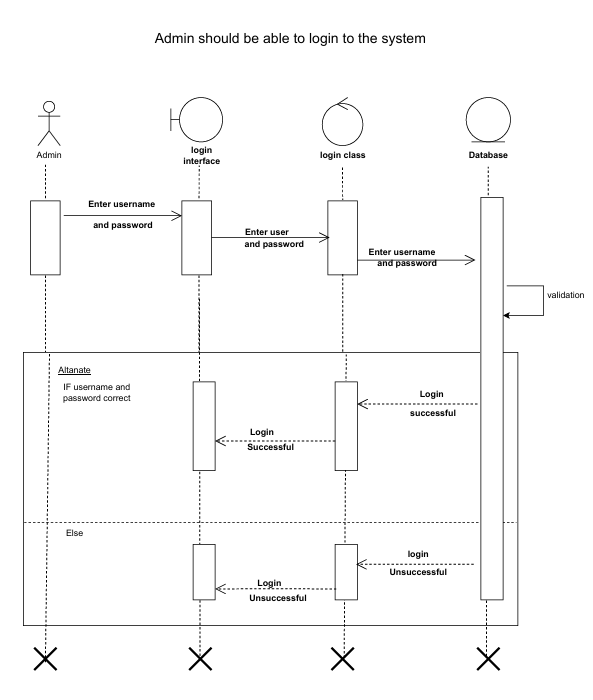 Admin should be able to login to the system
Admin
login
interface
login class
Database
Enter username
and password
Enter user
and password
Enter username
and password
validation
Altanate
IF username and
password correct
Login
successful
Login
Successful
Else
login
Unsuccessful
Login
Unsuccessful